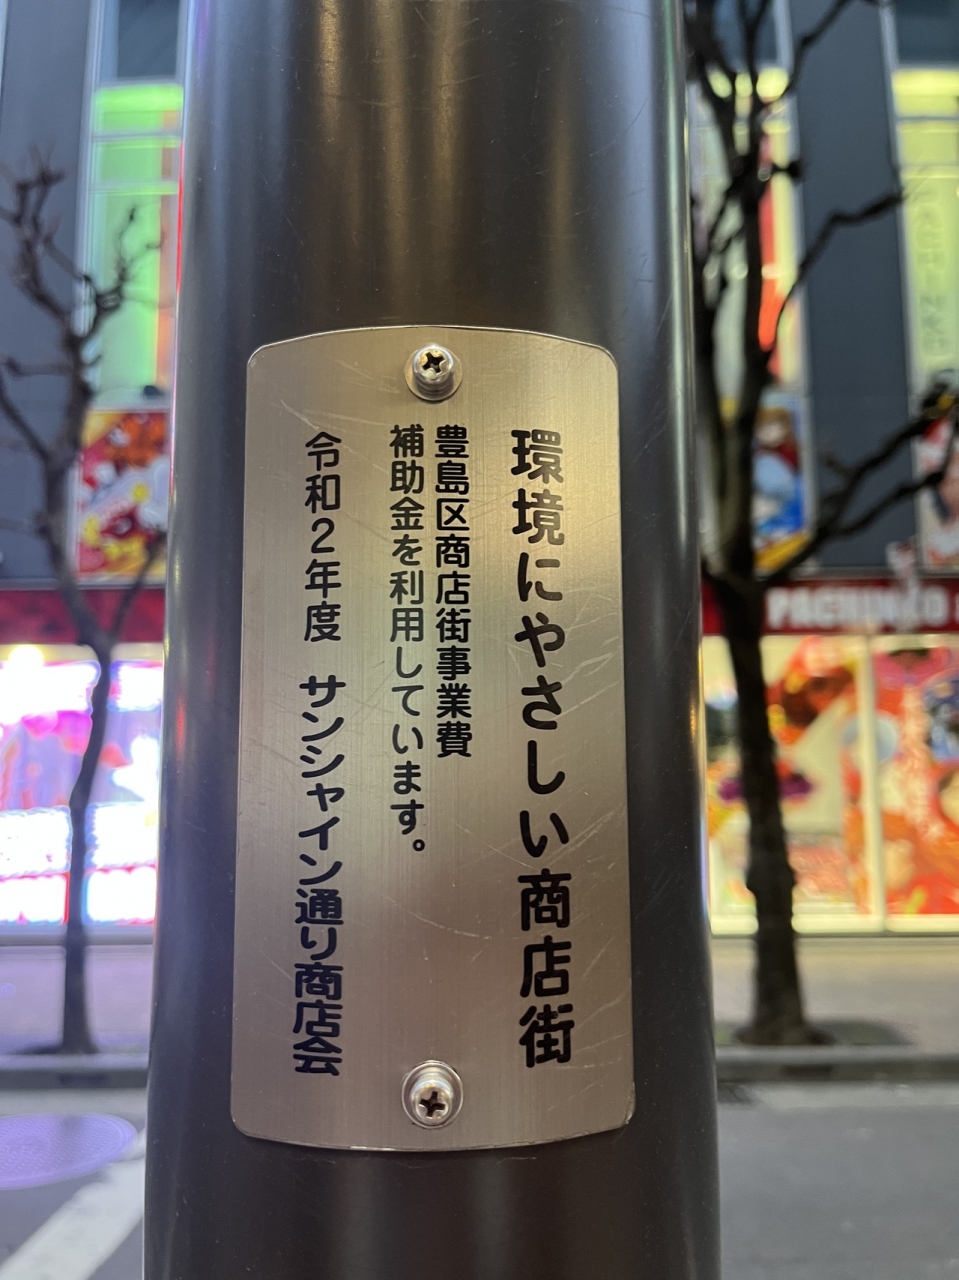 環境にやさしい商店街
豊島区商店街事業費
補助金を利用しています。
令和2年度 サンシャイン通り商店会
PACHINKO